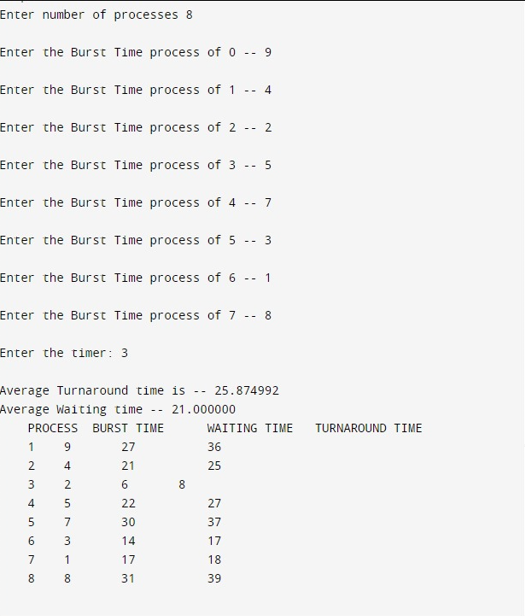 Enter number of processes 8
Enter the Burst Time process of 0 -- 9
Enter the Burst Time process of 1 -- 4
Enter the Burst Time process of 2 -- 2
Enter the Burst Time process of 3 -- 5
Enter the Burst Time process of 4 -- 7
Enter the Burst Time process of 5 -- 3
Enter the Burst Time process of 6 -- 1
Enter the Burst Time process of 7 -- 8
Enter the timer: 3
Average Turnaround time is -- 25.874992
Average Waiting time -- 21.000000
PROCESS BURST TIME WAITING TIME TURNAROUND TIME
1 9 27 36
2 4 21 25
3 2 6 8
4 5 22 27
5 7 30 37
6 3 14 17
7 1 17 18
8 8 31 39